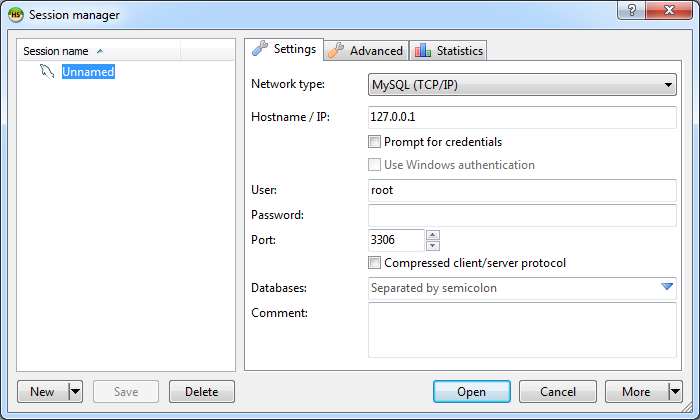 HS Session manager
Session name
Unnamed
Settings Advanced Statistics
Network type: MySQL (TCP/IP)
Hostname / IP: 127.0.0.1
Prompt for credentials
Use Windows authentication
User: root
Password:
Port: 3306
Compressed client/server protocol
Databases: Separated by semicolon
Comment:
New Save Delete Open Cancel More